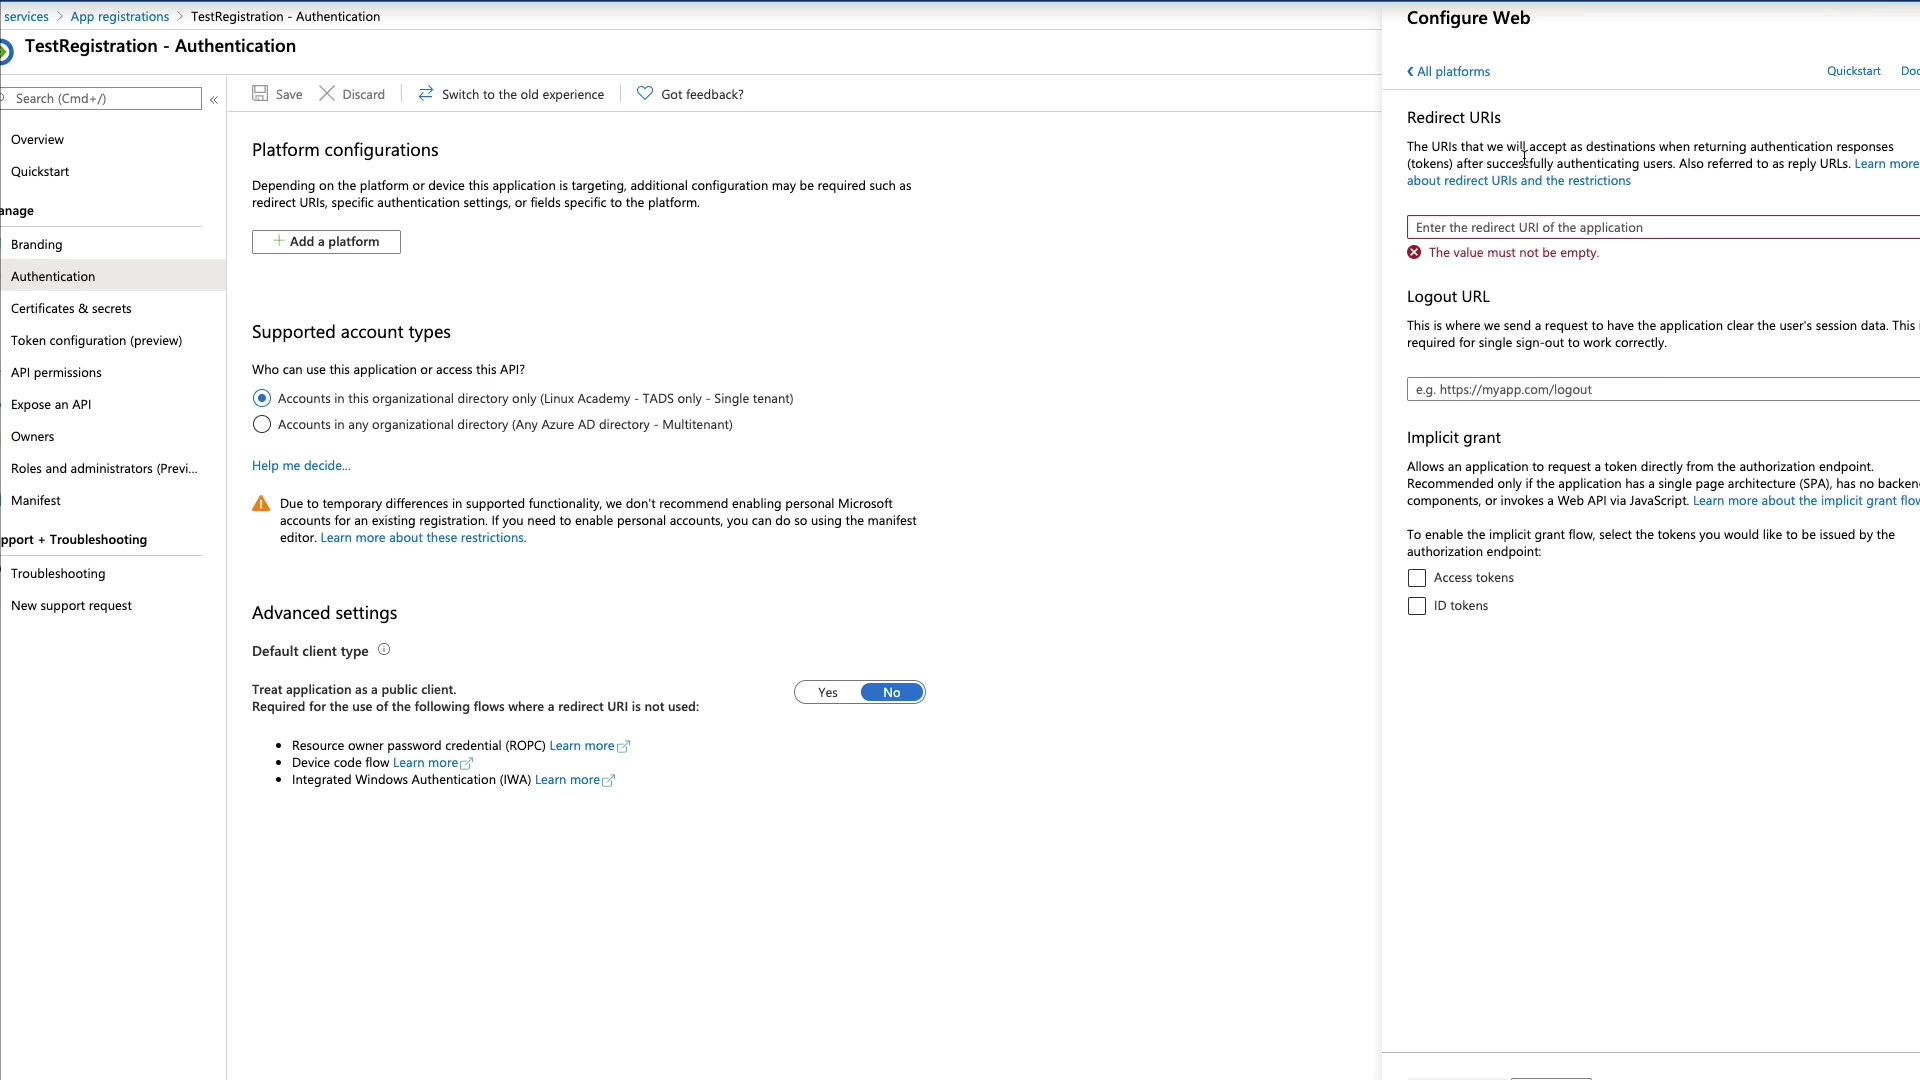 services > App registrations > TestRegistration - Authentication
TestRegistration - Authentication
Search (Cmd+/)
«
Overview
Quickstart
anage
Branding
Authentication
Certificates & secrets
Token configuration (preview)
API permissions
Expose an API
Owners
Roles and administrators (Previ...
Manifest
pport + Troubleshooting
Troubleshooting
New support request
Save
Discard
Switch to the old experience
Got feedback?
Platform configurations
Depending on the platform or device this application is targeting, additional configuration may be required such as
redirect URIs, specific authentication settings, or fields specific to the platform.
+ Add a platform
Supported account types
Who can use this application or access this API?
Accounts in this organizational directory only (Linux Academy - TADS only - Single tenant)
Accounts in any organizational directory (Any Azure AD directory - Multitenant)
Help me decide...
Due to temporary differences in supported functionality, we don't recommend enabling personal Microsoft
accounts for an existing registration. If you need to enable personal accounts, you can do so using the manifest
editor. Learn more about these restrictions.
Advanced settings
Default client type
Treat application as a public client.
Required for the use of the following flows where a redirect URI is not used:
Yes
No
• Resource owner password credential (ROPC) Learn more
• Device code flow Learn more
• Integrated Windows Authentication (IWA) Learn more
Configure Web
All platforms
Quickstart
Doc
Redirect URIs
The URIs that we will accept as destinations when returning authentication responses
(tokens) after successfully authenticating users. Also referred to as reply URLs. Learn more
about redirect URIs and the restrictions
Enter the redirect URI of the application
The value must not be empty.
Logout URL
This is where we send a request to have the application clear the user's session data. This i
required for single sign-out to work correctly.
e.g. https://myapp.com/logout
Implicit grant
Allows an application to request a token directly from the authorization endpoint.
Recommended only if the application has a single page architecture (SPA), has no backen
components, or invokes a Web API via JavaScript. Learn more about the implicit grant flow
To enable the implicit grant flow, select the tokens you would like to be issued by the
authorization endpoint:
Access tokens
ID tokens